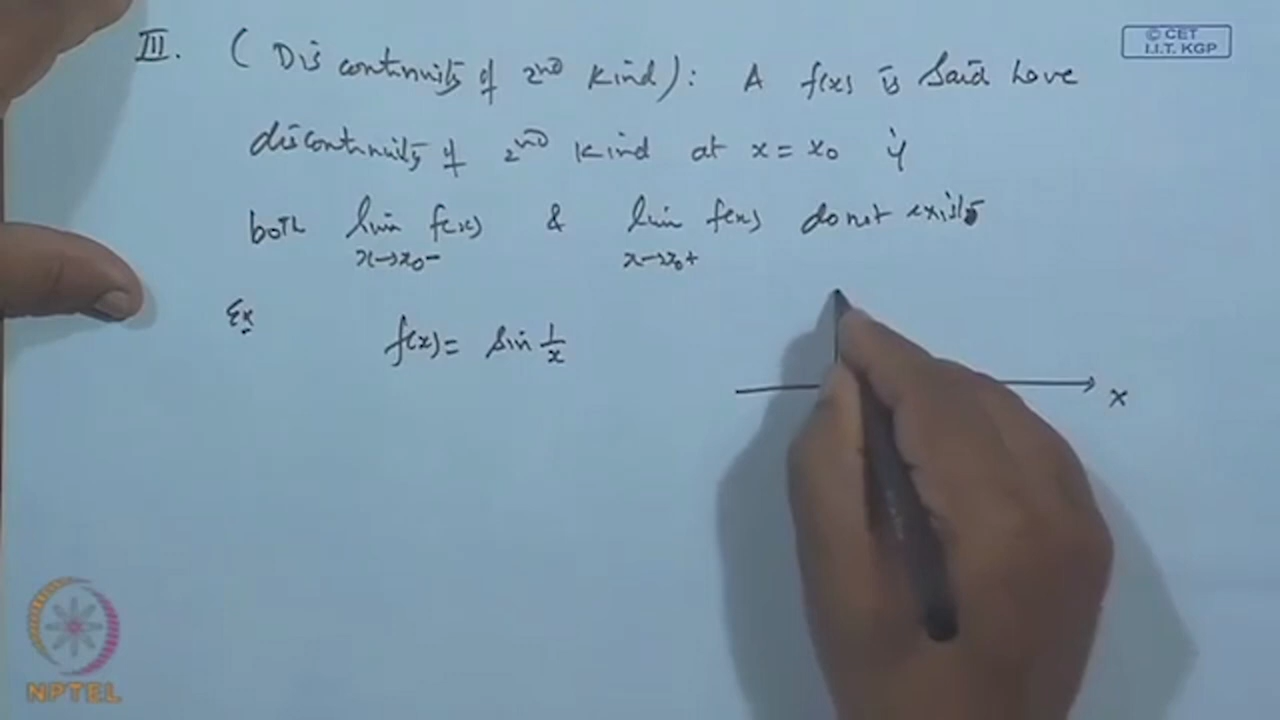 © CET
I.I.T. KGP
III. (Discontinuity of 2nd kind): A f(x) is said have
discontinuity of 2nd kind at x = x0 if
both lim f(x) & lim f(x) do not exists
x→x0- x→x0+
Ex f(x) = sin 1/x
x
NPTEL